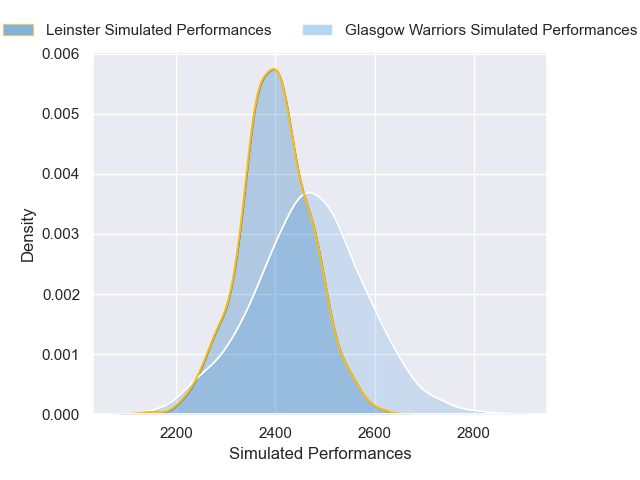 Leinster Simulated Performances
Glasgow Warriors Simulated Performances
0.006
0.005
0.004
0.003
0.002
0.001
0.000
Density
2200
2400
2600
2800
Simulated Performances